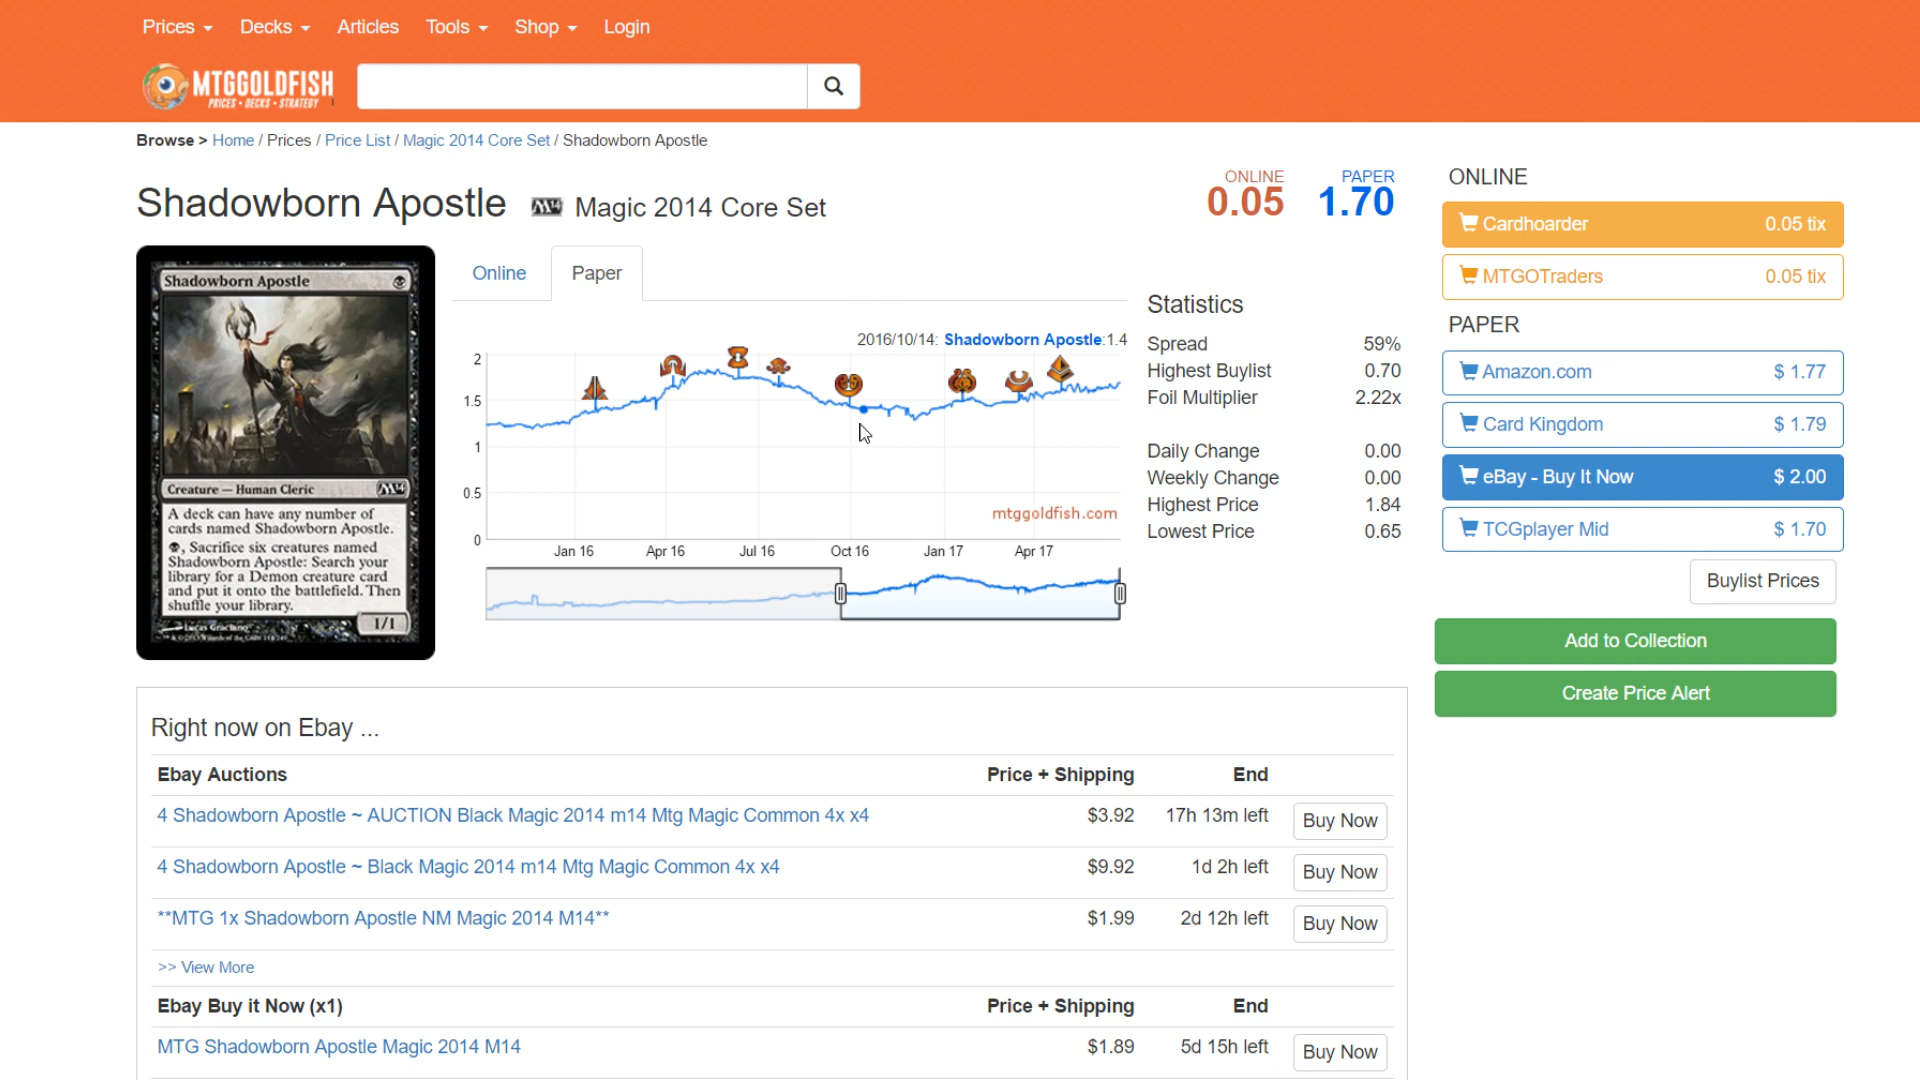 Prices Decks Articles Tools Shop Login
MTGGOLDFISH
PRICES • DECKS • STRATEGY
Browse > Home / Prices / Price List / Magic 2014 Core Set / Shadowborn Apostle
Shadowborn Apostle M14 Magic 2014 Core Set
ONLINE PAPER
0.05 1.70
Shadowborn Apostle
Creature — Human Cleric M14
A deck can have any number of
cards named Shadowborn Apostle.
, Sacrifice six creatures named
Shadowborn Apostle: Search your
library for a Demon creature card
and put it onto the battlefield. Then
shuffle your library.
1/1
Lucas Graciano
Online Paper
2016/10/14: Shadowborn Apostle:1.4
2
1.5
1
0.5
0
mtggoldfish.com
Jan 16 Apr 16 Jul 16 Oct 16 Jan 17 Apr 17
Statistics
Spread 59%
Highest Buylist 0.70
Foil Multiplier 2.22x
Daily Change 0.00
Weekly Change 0.00
Highest Price 1.84
Lowest Price 0.65
ONLINE
Cardhoarder 0.05 tix
MTGOTraders 0.05 tix
PAPER
Amazon.com $ 1.77
Card Kingdom $ 1.79
eBay - Buy It Now $ 2.00
TCGplayer Mid $ 1.70
Buylist Prices
Add to Collection
Create Price Alert
Right now on Ebay ...
Ebay Auctions Price + Shipping End
4 Shadowborn Apostle ~ AUCTION Black Magic 2014 m14 Mtg Magic Common 4x x4 $3.92 17h 13m left Buy Now
4 Shadowborn Apostle ~ Black Magic 2014 m14 Mtg Magic Common 4x x4 $9.92 1d 2h left Buy Now
**MTG 1x Shadowborn Apostle NM Magic 2014 M14** $1.99 2d 12h left Buy Now
>> View More
Ebay Buy it Now (x1) Price + Shipping End
MTG Shadowborn Apostle Magic 2014 M14 $1.89 5d 15h left Buy Now